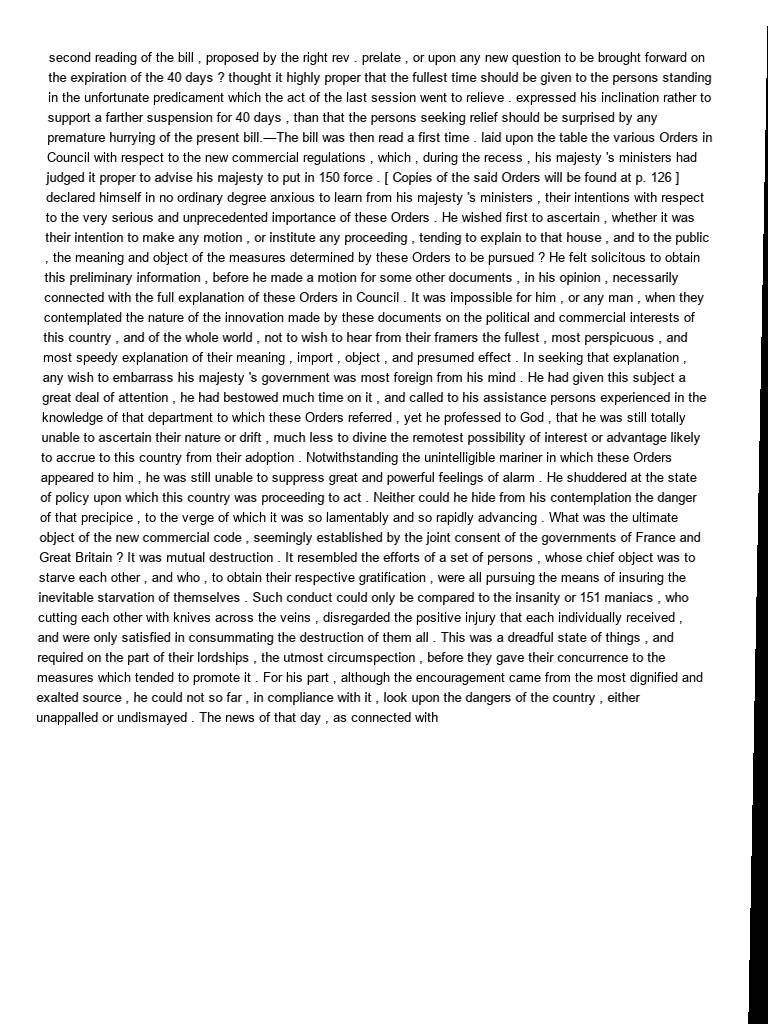 second reading of the bill , proposed by the right rev . prelate , or upon any new question to be brought forward on
the expiration of the 40 days ? thought it highly proper that the fullest time should be given to the persons standing
in the unfortunate predicament which the act of the last session went to relieve . expressed his inclination rather to
support a farther suspension for 40 days , than that the persons seeking relief should be surprised by any
premature hurrying of the present bill.—The bill was then read a first time . laid upon the table the various Orders in
Council with respect to the new commercial regulations , which , during the recess , his majesty 's ministers had
judged it proper to advise his majesty to put in 150 force . [ Copies of the said Orders will be found at p. 126 ]
declared himself in no ordinary degree anxious to learn from his majesty 's ministers , their intentions with respect
to the very serious and unprecedented importance of these Orders . He wished first to ascertain , whether it was
their intention to make any motion , or institute any proceeding , tending to explain to that house , and to the public
, the meaning and object of the measures determined by these Orders to be pursued ? He felt solicitous to obtain
this preliminary information , before he made a motion for some other documents , in his opinion , necessarily
connected with the full explanation of these Orders in Council . It was impossible for him , or any man , when they
contemplated the nature of the innovation made by these documents on the political and commercial interests of
this country , and of the whole world , not to wish to hear from their framers the fullest , most perspicuous , and
most speedy explanation of their meaning , import , object , and presumed effect . In seeking that explanation ,
any wish to embarrass his majesty 's government was most foreign from his mind . He had given this subject a
great deal of attention , he had bestowed much time on it , and called to his assistance persons experienced in the
knowledge of that department to which these Orders referred , yet he professed to God , that he was still totally
unable to ascertain their nature or drift , much less to divine the remotest possibility of interest or advantage likely
to accrue to this country from their adoption . Notwithstanding the unintelligible mariner in which these Orders
appeared to him , he was still unable to suppress great and powerful feelings of alarm . He shuddered at the state
of policy upon which this country was proceeding to act . Neither could he hide from his contemplation the danger
of that precipice , to the verge of which it was so lamentably and so rapidly advancing . What was the ultimate
object of the new commercial code , seemingly established by the joint consent of the governments of France and
Great Britain ? It was mutual destruction . It resembled the efforts of a set of persons , whose chief object was to
starve each other , and who , to obtain their respective gratification , were all pursuing the means of insuring the
inevitable starvation of themselves . Such conduct could only be compared to the insanity or 151 maniacs , who
cutting each other with knives across the veins , disregarded the positive injury that each individually received ,
and were only satisfied in consummating the destruction of them all . This was a dreadful state of things , and
required on the part of their lordships , the utmost circumspection , before they gave their concurrence to the
measures which tended to promote it . For his part , although the encouragement came from the most dignified and
exalted source , he could not so far , in compliance with it , look upon the dangers of the country , either
unappalled or undismayed . The news of that day , as connected with